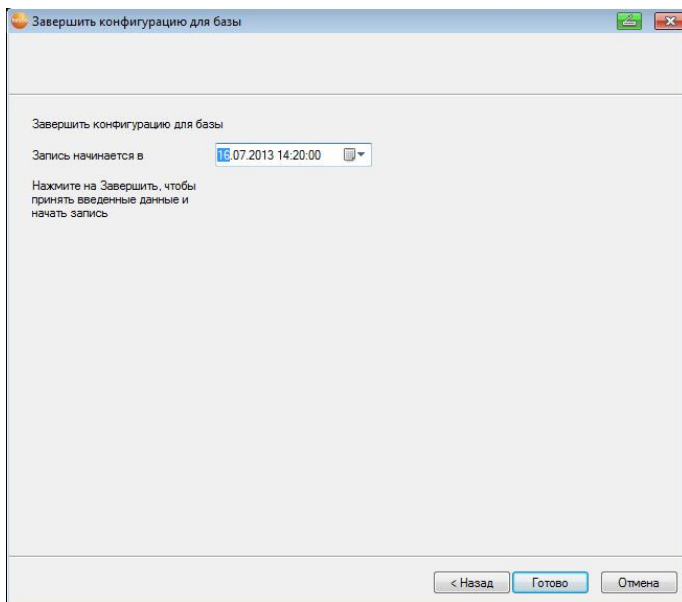 Завершить конфигурацию для базы
Завершить конфигурацию для базы
Запись начинается в 16.07.2013 14:20:00
Нажмите на Завершить, чтобы
принять введенные данные и
начать запись
< Назад Готово Отмена